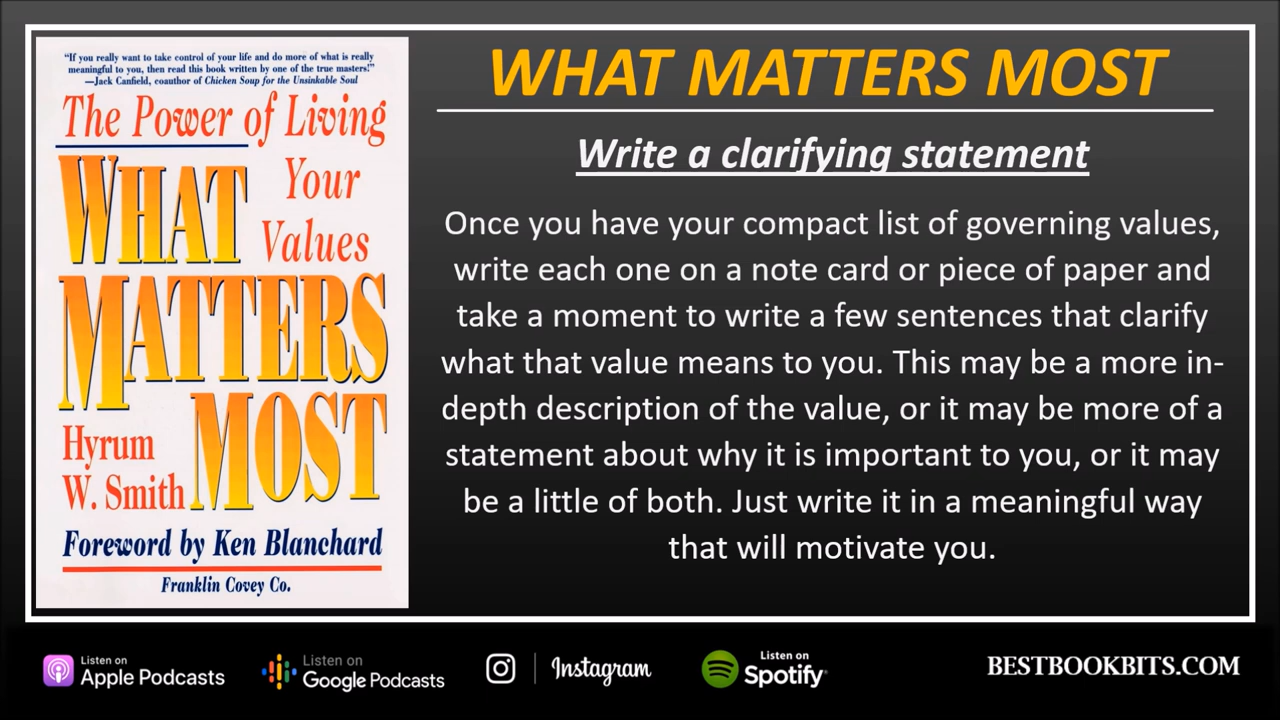 “If you really want to take control of your life and do more of what is really
meaningful to you, then read this book written by one of the true masters!”
—Jack Canfield, coauthor of Chicken Soup for the Unsinkable Soul
The Power of Living
Your
Values
WHAT
MATTERS
MOST
Hyrum
W. Smith
Foreword by Ken Blanchard
Franklin Covey Co.
WHAT MATTERS MOST
Write a clarifying statement
Once you have your compact list of governing values,
write each one on a note card or piece of paper and
take a moment to write a few sentences that clarify
what that value means to you. This may be a more in-
depth description of the value, or it may be more of a
statement about why it is important to you, or it may
be a little of both. Just write it in a meaningful way
that will motivate you.
Listen on
Apple Podcasts
Listen on
Google Podcasts
Instagram
Listen on
Spotify
BESTBOOKBITS.COM